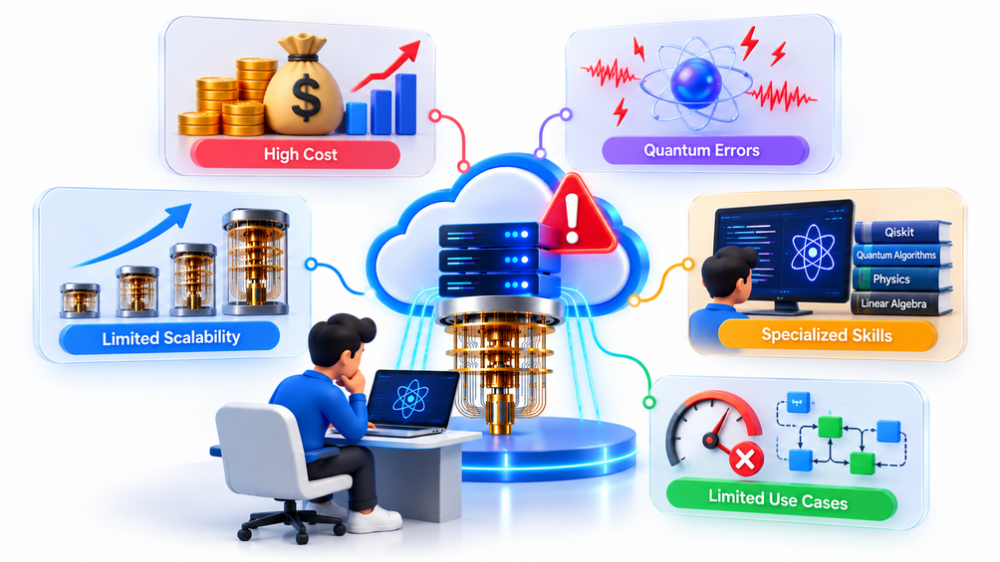 $
High Cost
Quantum Errors
Limited Scalability
Qiskit
Quantum Algorithms
Physics
Linear Algebra
Specialized Skills
Limited Use Cases